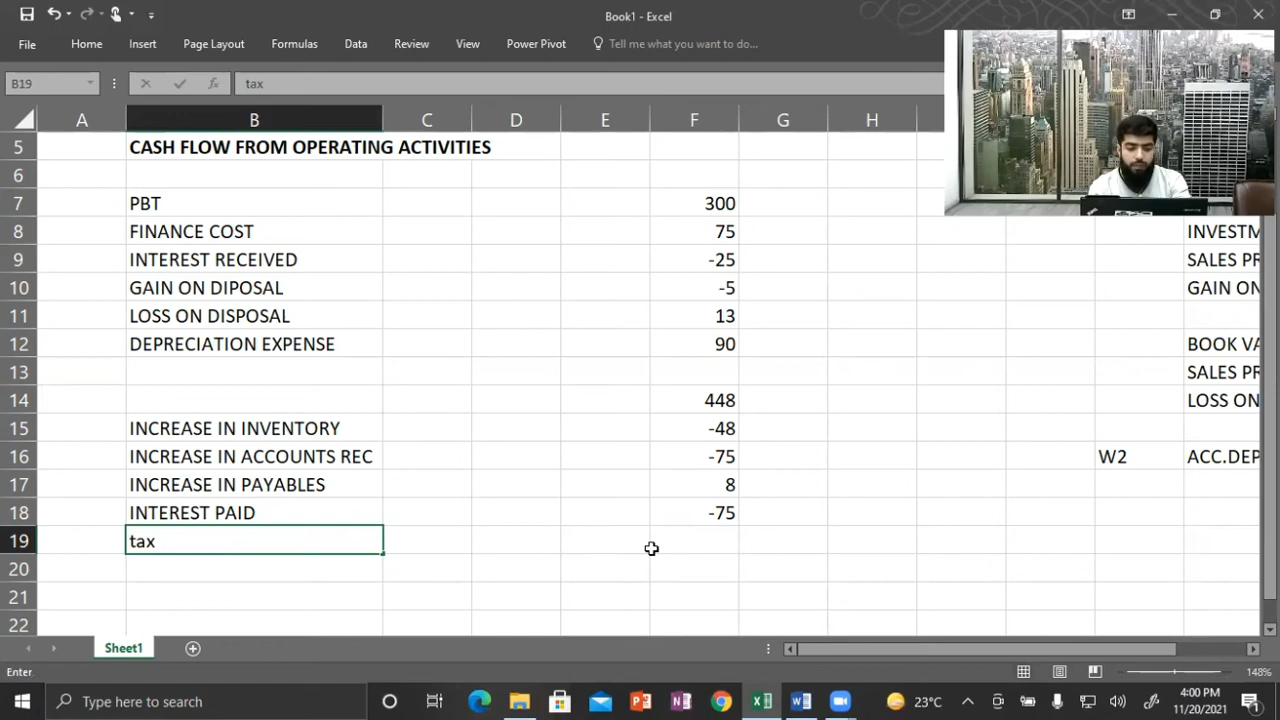 Book1 - Excel
File Home Insert Page Layout Formulas Data Review View Power Pivot Tell me what you want to do...
B19 fx tax
A B C D E F G H
5 CASH FLOW FROM OPERATING ACTIVITIES
6
7 PBT 300
8 FINANCE COST 75 INVESTM
9 INTEREST RECEIVED -25 SALES PR
10 GAIN ON DIPOSAL -5 GAIN ON
11 LOSS ON DISPOSAL 13
12 DEPRECIATION EXPENSE 90 BOOK VA
13 SALES PR
14 448 LOSS ON
15 INCREASE IN INVENTORY -48
16 INCREASE IN ACCOUNTS REC -75 W2 ACC.DEP
17 INCREASE IN PAYABLES 8
18 INTEREST PAID -75
19 tax
20
21
22
Sheet1
Enter 148%
Type here to search 23°C 4:00 PM
11/20/2021